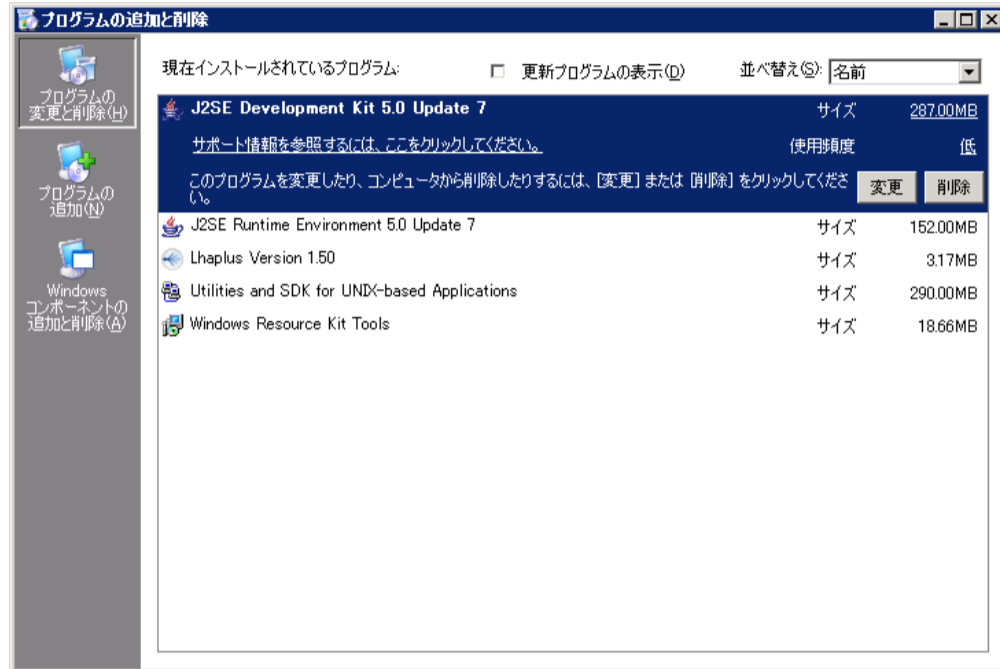 プログラムの追加と削除
プログラムの
変更と削除(H)
プログラムの
追加(N)
Windows
コンポーネントの
追加と削除(A)
現在インストールされているプログラム:
更新プログラムの表示(D)
並べ替え(S):
名前
J2SE Development Kit 5.0 Update 7 サイズ 287.00MB
サポート情報を参照するには、ここをクリックしてください。 使用頻度 低
このプログラムを変更したり、コンピュータから削除したりするには、[変更] または [削除] をクリックしてくださ
い。
変更 削除
J2SE Runtime Environment 5.0 Update 7 サイズ 152.00MB
Lhaplus Version 1.50 サイズ 3.17MB
Utilities and SDK for UNIX-based Applications サイズ 290.00MB
Windows Resource Kit Tools サイズ 18.66MB